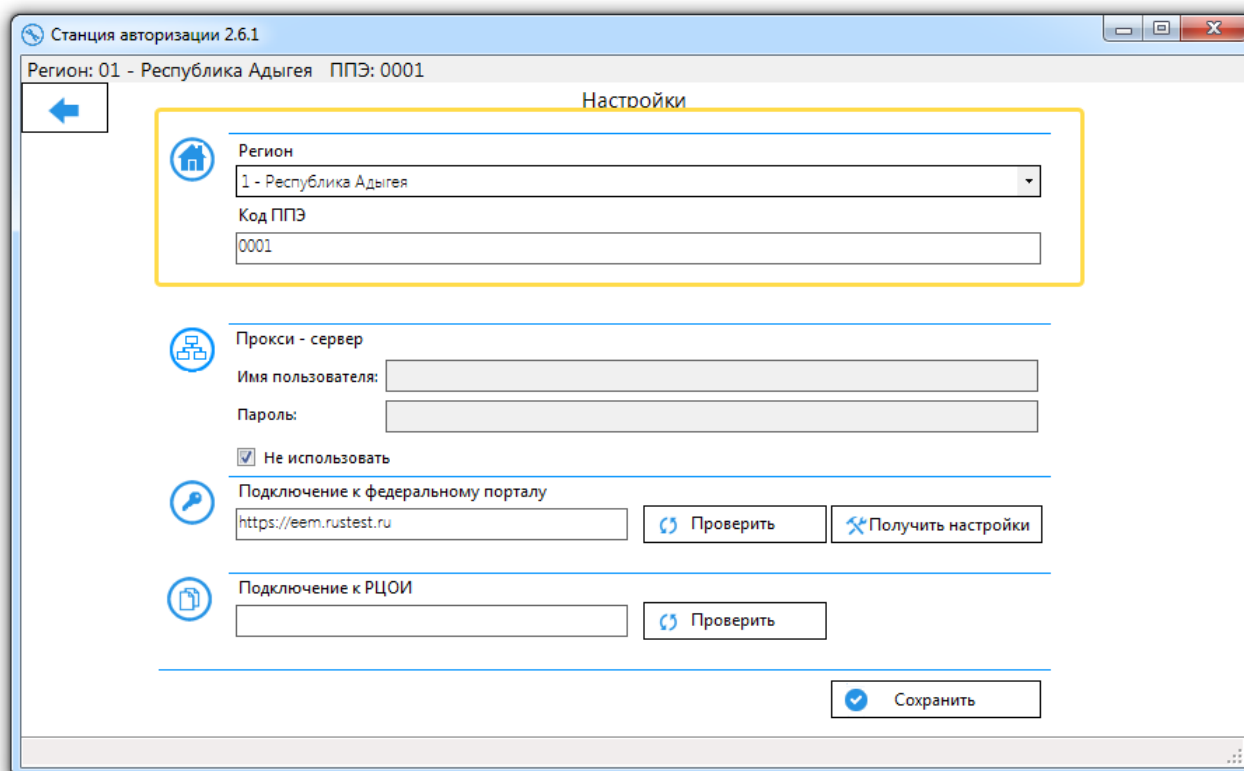 Станция авторизации 2.6.1
Регион: 01 - Республика Адыгея ППЭ: 0001
Настройки
Регион
1 - Республика Адыгея
Код ППЭ
0001
Прокси - сервер
Имя пользователя:
Пароль:
Не использовать
Подключение к федеральному порталу
https://eem.rustest.ru
Проверить
Получить настройки
Подключение к РЦОИ
Проверить
Сохранить